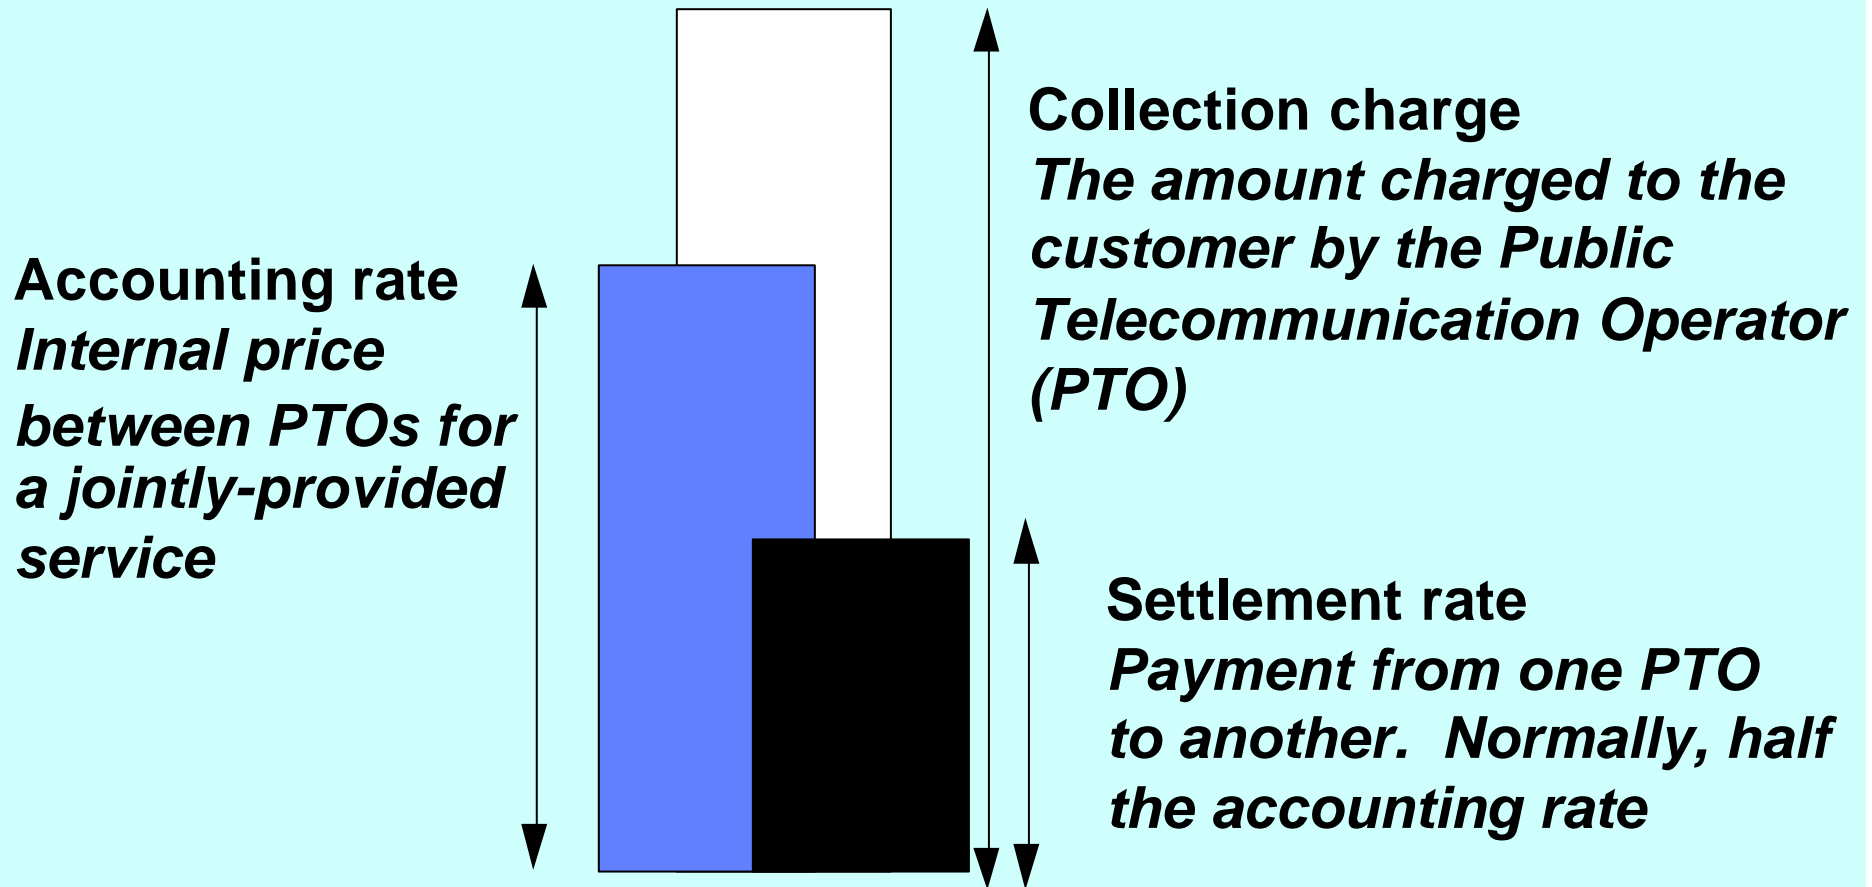 Accounting rate
Internal price
between PTOs for
a jointly-provided
service
Collection charge
The amount charged to the
customer by the Public
Telecommunication Operator
(PTO)
Settlement rate
Payment from one PTO
to another.  Normally, half
the accounting rate